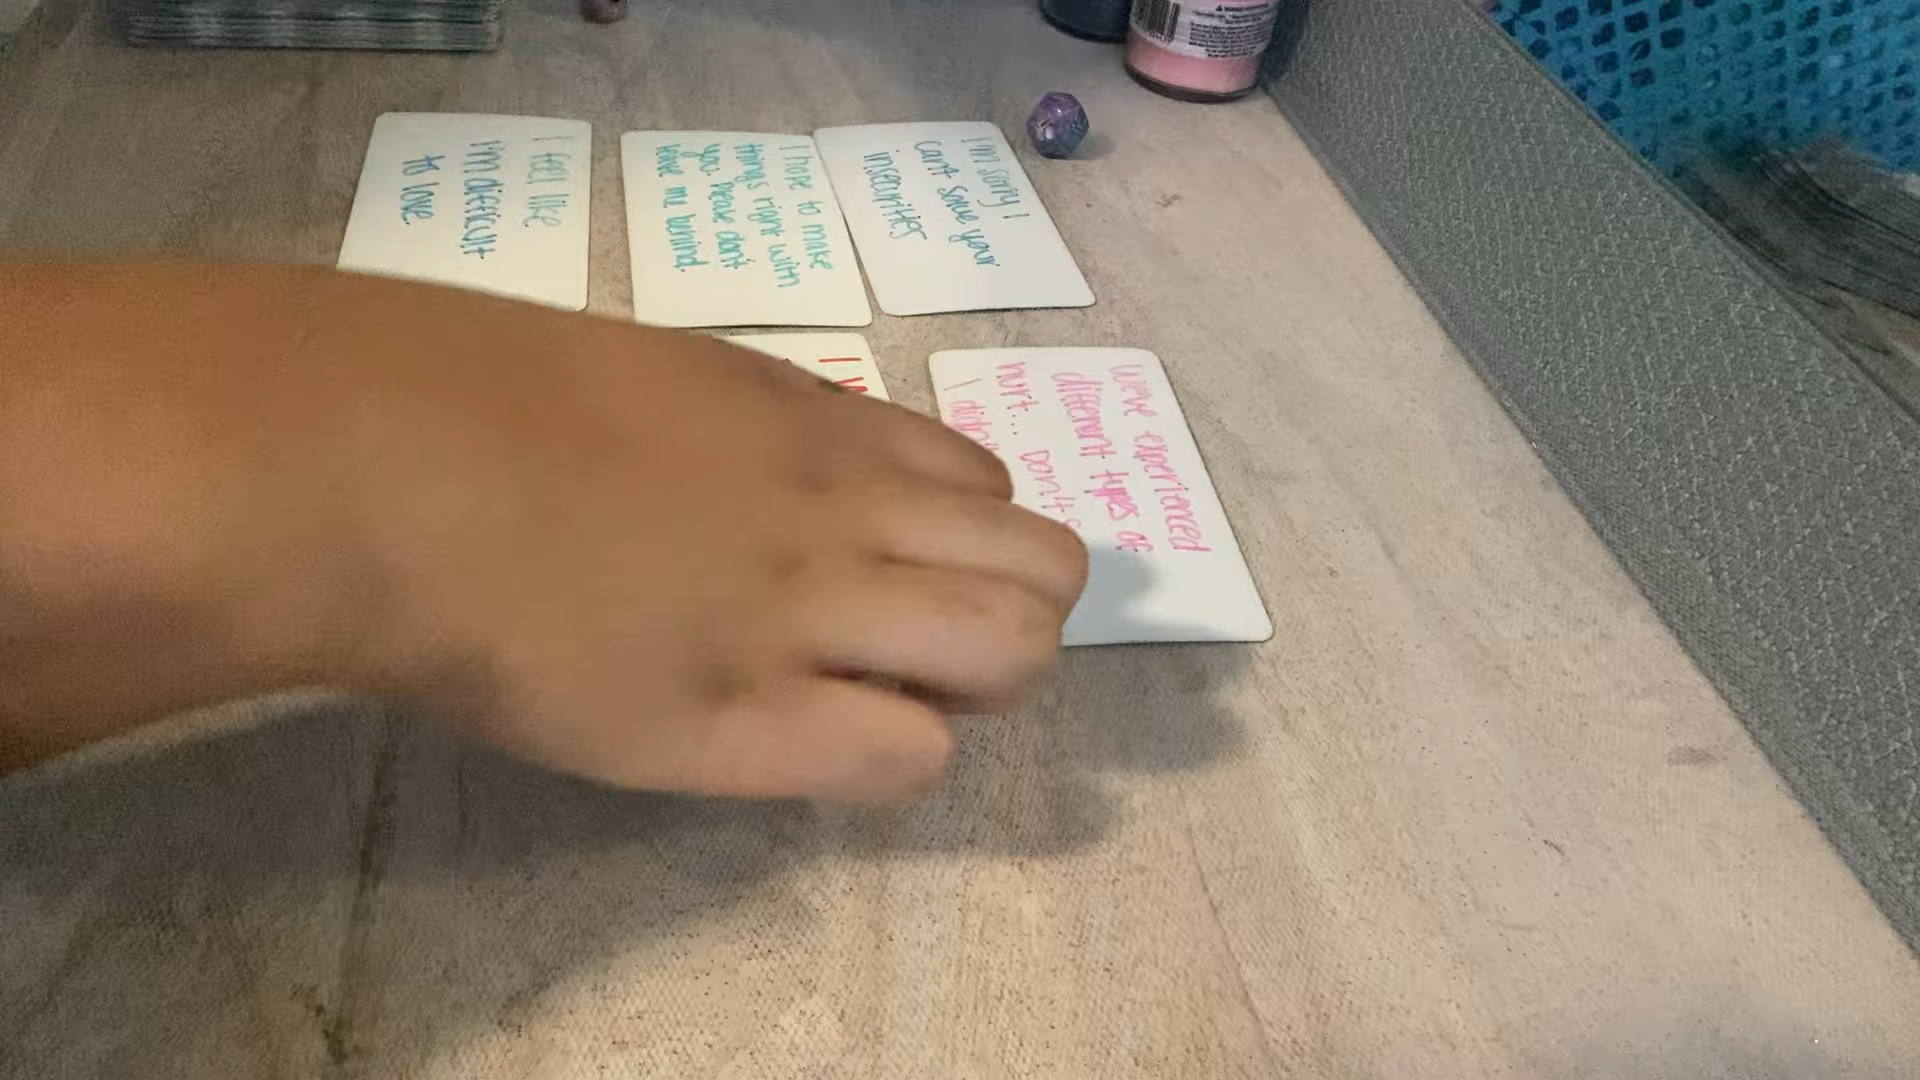 I feel like
I'm difficult
to love
I hope to make
things right with
you. Please don't
leave me behind.
I'm sorry I
can't solve your
insecurities
I
We've experienced
different types of
hurt...
I didn't